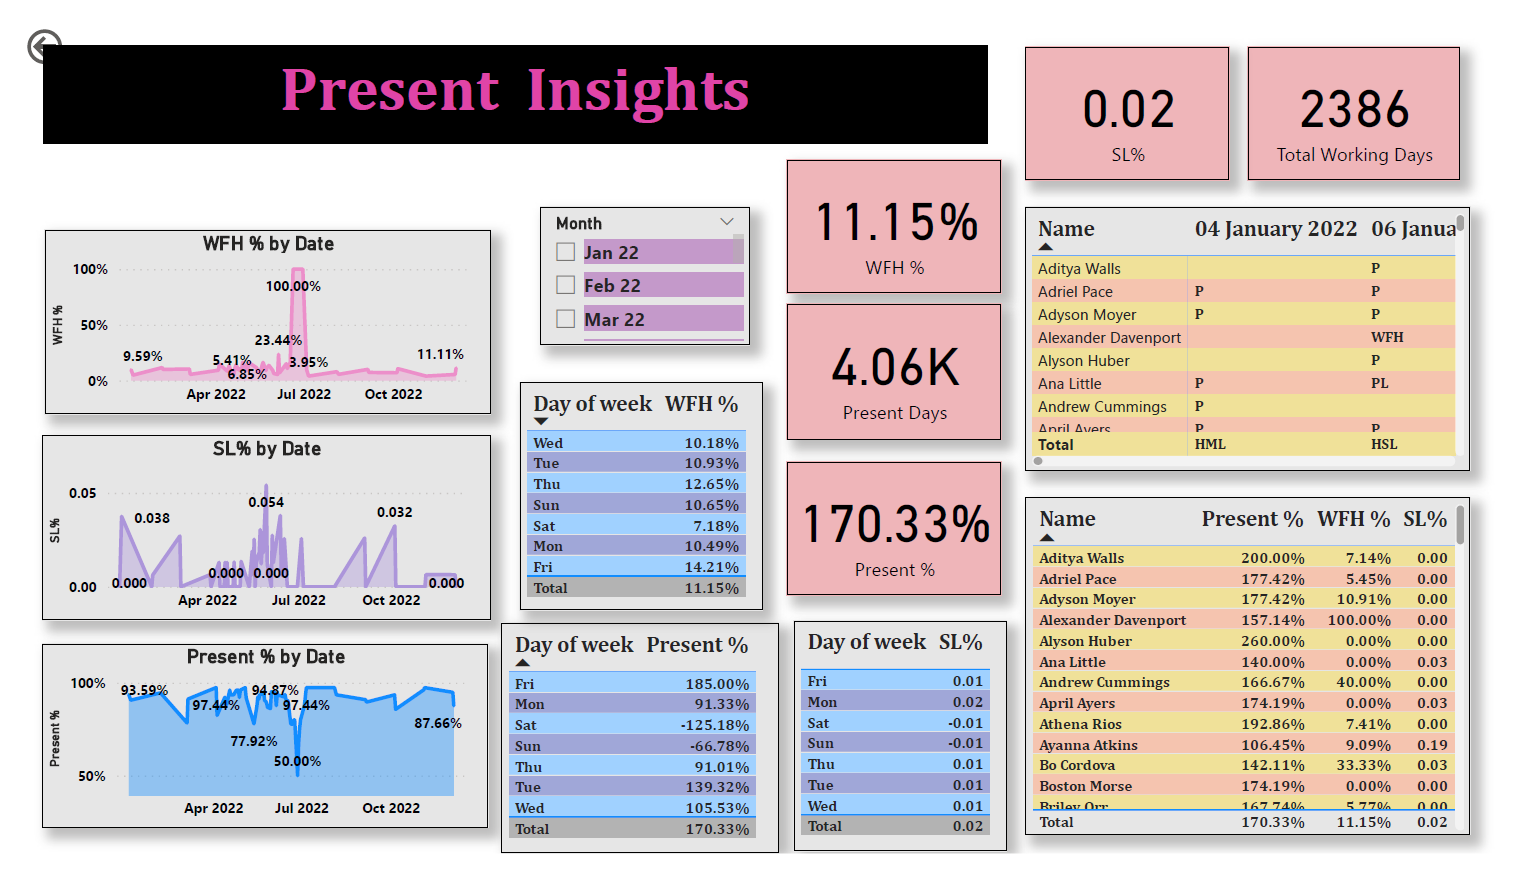 Present Insights
0.02
SL%
2386
Total Working Days
11.15%
WFH %
4.06K
Present Days
170.33%
Present %
Month
Jan 22
Feb 22
Mar 22
WFH % by Date
WFH %
100%
50%
0%
9.59%
5.41%
6.85%
23.44%
100.00%
3.95%
11.11%
Apr 2022 Jul 2022 Oct 2022
SL% by Date
SL%
0.05
0.00
0.038
0.000
0.000
0.054
0.000
0.032
0.000
Apr 2022 Jul 2022 Oct 2022
Present % by Date
Present %
100%
50%
93.59%
97.44%
94.87%
77.92%
97.44%
50.00%
87.66%
Apr 2022 Jul 2022 Oct 2022
Day of week WFH %
Wed 10.18%
Tue 10.93%
Thu 12.65%
Sun 10.65%
Sat 7.18%
Mon 10.49%
Fri 14.21%
Total 11.15%
Day of week Present %
Fri 185.00%
Mon 91.33%
Sat -125.18%
Sun -66.78%
Thu 91.01%
Tue 139.32%
Wed 105.53%
Total 170.33%
Day of week SL%
Fri 0.01
Mon 0.02
Sat -0.01
Sun -0.01
Thu 0.01
Tue 0.01
Wed 0.01
Total 0.02
Name 04 January 2022 06 Janua
Aditya Walls P
Adriel Pace P P
Adyson Moyer P P
Alexander Davenport WFH
Alyson Huber P
Ana Little P PL
Andrew Cummings P
April Ayers P P
Total HML HSL
Name Present % WFH % SL%
Aditya Walls 200.00% 7.14% 0.00
Adriel Pace 177.42% 5.45% 0.00
Adyson Moyer 177.42% 10.91% 0.00
Alexander Davenport 157.14% 100.00% 0.00
Alyson Huber 260.00% 0.00% 0.00
Ana Little 140.00% 0.00% 0.03
Andrew Cummings 166.67% 40.00% 0.00
April Ayers 174.19% 0.00% 0.03
Athena Rios 192.86% 7.41% 0.00
Ayanna Atkins 106.45% 9.09% 0.19
Bo Cordova 142.11% 33.33% 0.03
Boston Morse 174.19% 0.00% 0.00
Briley Orr 167.74% 5.77% 0.00
Total 170.33% 11.15% 0.02